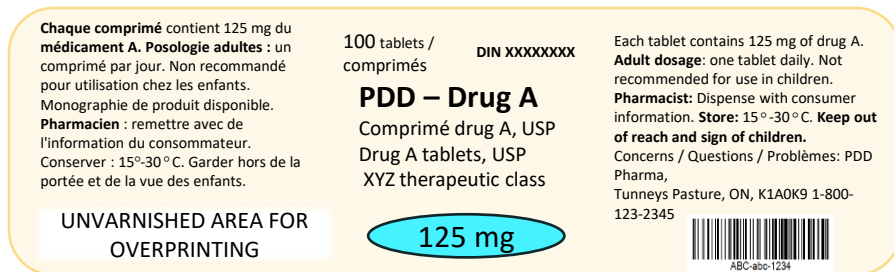 Chaque comprimé contient 125 mg du
médicament A. Posologie adultes : un
comprimé par jour. Non recommandé
pour utilisation chez les enfants.
Monographie de produit disponible.
Pharmacien : remettre avec de
l'information du consommateur.
Conserver : 15°-30°C. Garder hors de la
portée et de la vue des enfants.
UNVARNISHED AREA FOR
OVERPRINTING
100 tablets /
comprimés
DIN XXXXXXXX
PDD – Drug A
Comprimé drug A, USP
Drug A tablets, USP
XYZ therapeutic class
125 mg
Each tablet contains 125 mg of drug A.
Adult dosage: one tablet daily. Not
recommended for use in children.
Pharmacist: Dispense with consumer
information. Store: 15°-30°C. Keep out
of reach and sign of children.
Concerns / Questions / Problèmes: PDD
Pharma,
Tunneys Pasture, ON, K1A0K9 1-800-
123-2345
ABC-abc-1234